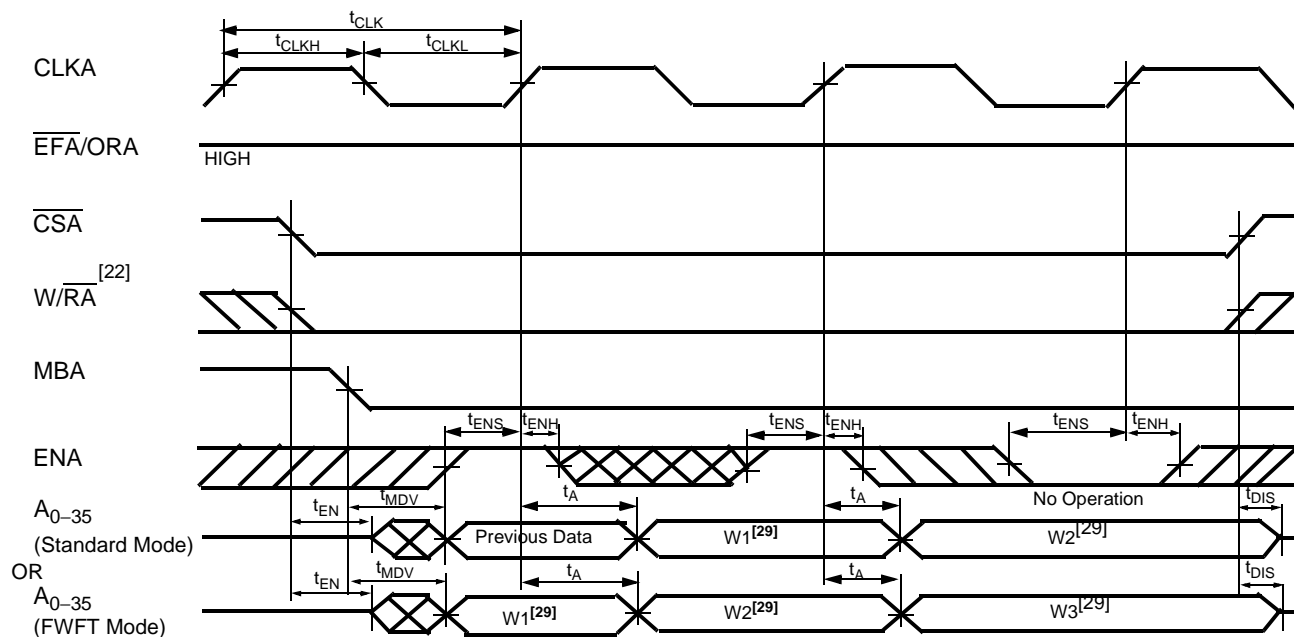 tCLK
tCLKH tCLKL
CLKA
EFA/ORA
HIGH
CSA
W/RA [22]
MBA
tENS tENH tENS tENH tENS tENH
ENA
No Operation
tEN tMDV tA tA tDIS
A0–35
(Standard Mode)
Previous Data W1[29] W2[29]
OR
tEN tMDV tA tA tDIS
A0–35
(FWFT Mode)
W1[29] W2[29] W3[29]